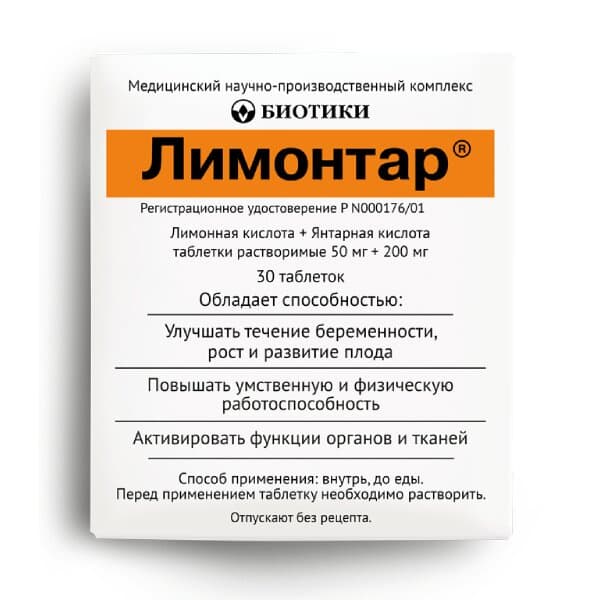 Медицинский научно-производственный комплекс
БИОТИКИ
Лимонтар®
Регистрационное удостоверение Р N000176/01
Лимонная кислота + Янтарная кислота
таблетки растворимые 50 мг + 200 мг
30 таблеток
Обладает способностью:
Улучшать течение беременности,
рост и развитие плода
Повышать умственную и физическую
работоспособность
Активировать функции органов и тканей
Способ применения: внутрь, до еды.
Перед применением таблетку необходимо растворить.
Отпускают без рецепта.